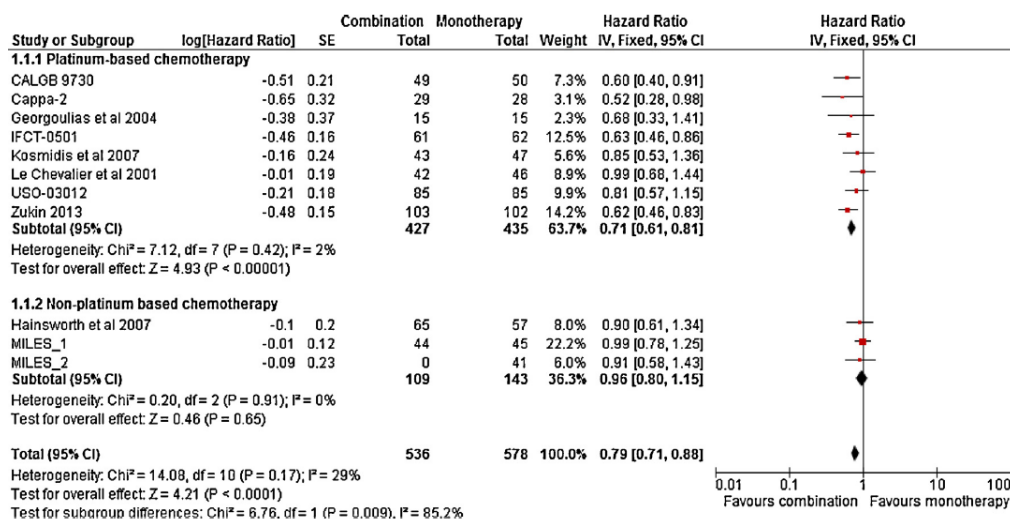 Combination Monotherapy Hazard Ratio Hazard Ratio
Study or Subgroup log[Hazard Ratio] SE Total Total Weight IV, Fixed, 95% CI IV, Fixed, 95% CI
1.1.1 Platinum-based chemotherapy
CALGB 9730 -0.51 0.21 49 50 7.3% 0.60 [0.40, 0.91]
Cappa-2 -0.65 0.32 29 28 3.1% 0.52 [0.28, 0.98]
Georgoulias et al 2004 -0.38 0.37 15 15 2.3% 0.68 [0.33, 1.41]
IFCT-0501 -0.46 0.16 61 62 12.5% 0.63 [0.46, 0.86]
Kosmidis et al 2007 -0.16 0.24 43 47 5.6% 0.85 [0.53, 1.36]
Le Chevalier et al 2001 -0.01 0.19 42 46 8.9% 0.99 [0.68, 1.44]
USO-03012 -0.21 0.18 85 85 9.9% 0.81 [0.57, 1.15]
Zukin 2013 -0.48 0.15 103 102 14.2% 0.62 [0.46, 0.83]
Subtotal (95% CI) 427 435 63.7% 0.71 [0.61, 0.81]
Heterogeneity: Chi² = 7.12, df = 7 (P = 0.42); I² = 2%
Test for overall effect: Z = 4.93 (P < 0.00001)
1.1.2 Non-platinum based chemotherapy
Hainsworth et al 2007 -0.1 0.2 65 57 8.0% 0.90 [0.61, 1.34]
MILES_1 -0.01 0.12 44 45 22.2% 0.99 [0.78, 1.25]
MILES_2 -0.09 0.23 0 41 6.0% 0.91 [0.58, 1.43]
Subtotal (95% CI) 109 143 36.3% 0.96 [0.80, 1.15]
Heterogeneity: Chi² = 0.20, df = 2 (P = 0.91); I² = 0%
Test for overall effect: Z = 0.46 (P = 0.65)
Total (95% CI) 536 578 100.0% 0.79 [0.71, 0.88]
Heterogeneity: Chi² = 14.08, df = 10 (P = 0.17); I² = 29%
Test for overall effect: Z = 4.21 (P < 0.0001)
Test for subgroup differences: Chi² = 6.76, df = 1 (P = 0.009), I² = 85.2%
0.01 0.1 1 10 100
Favours combination Favours monotherapy